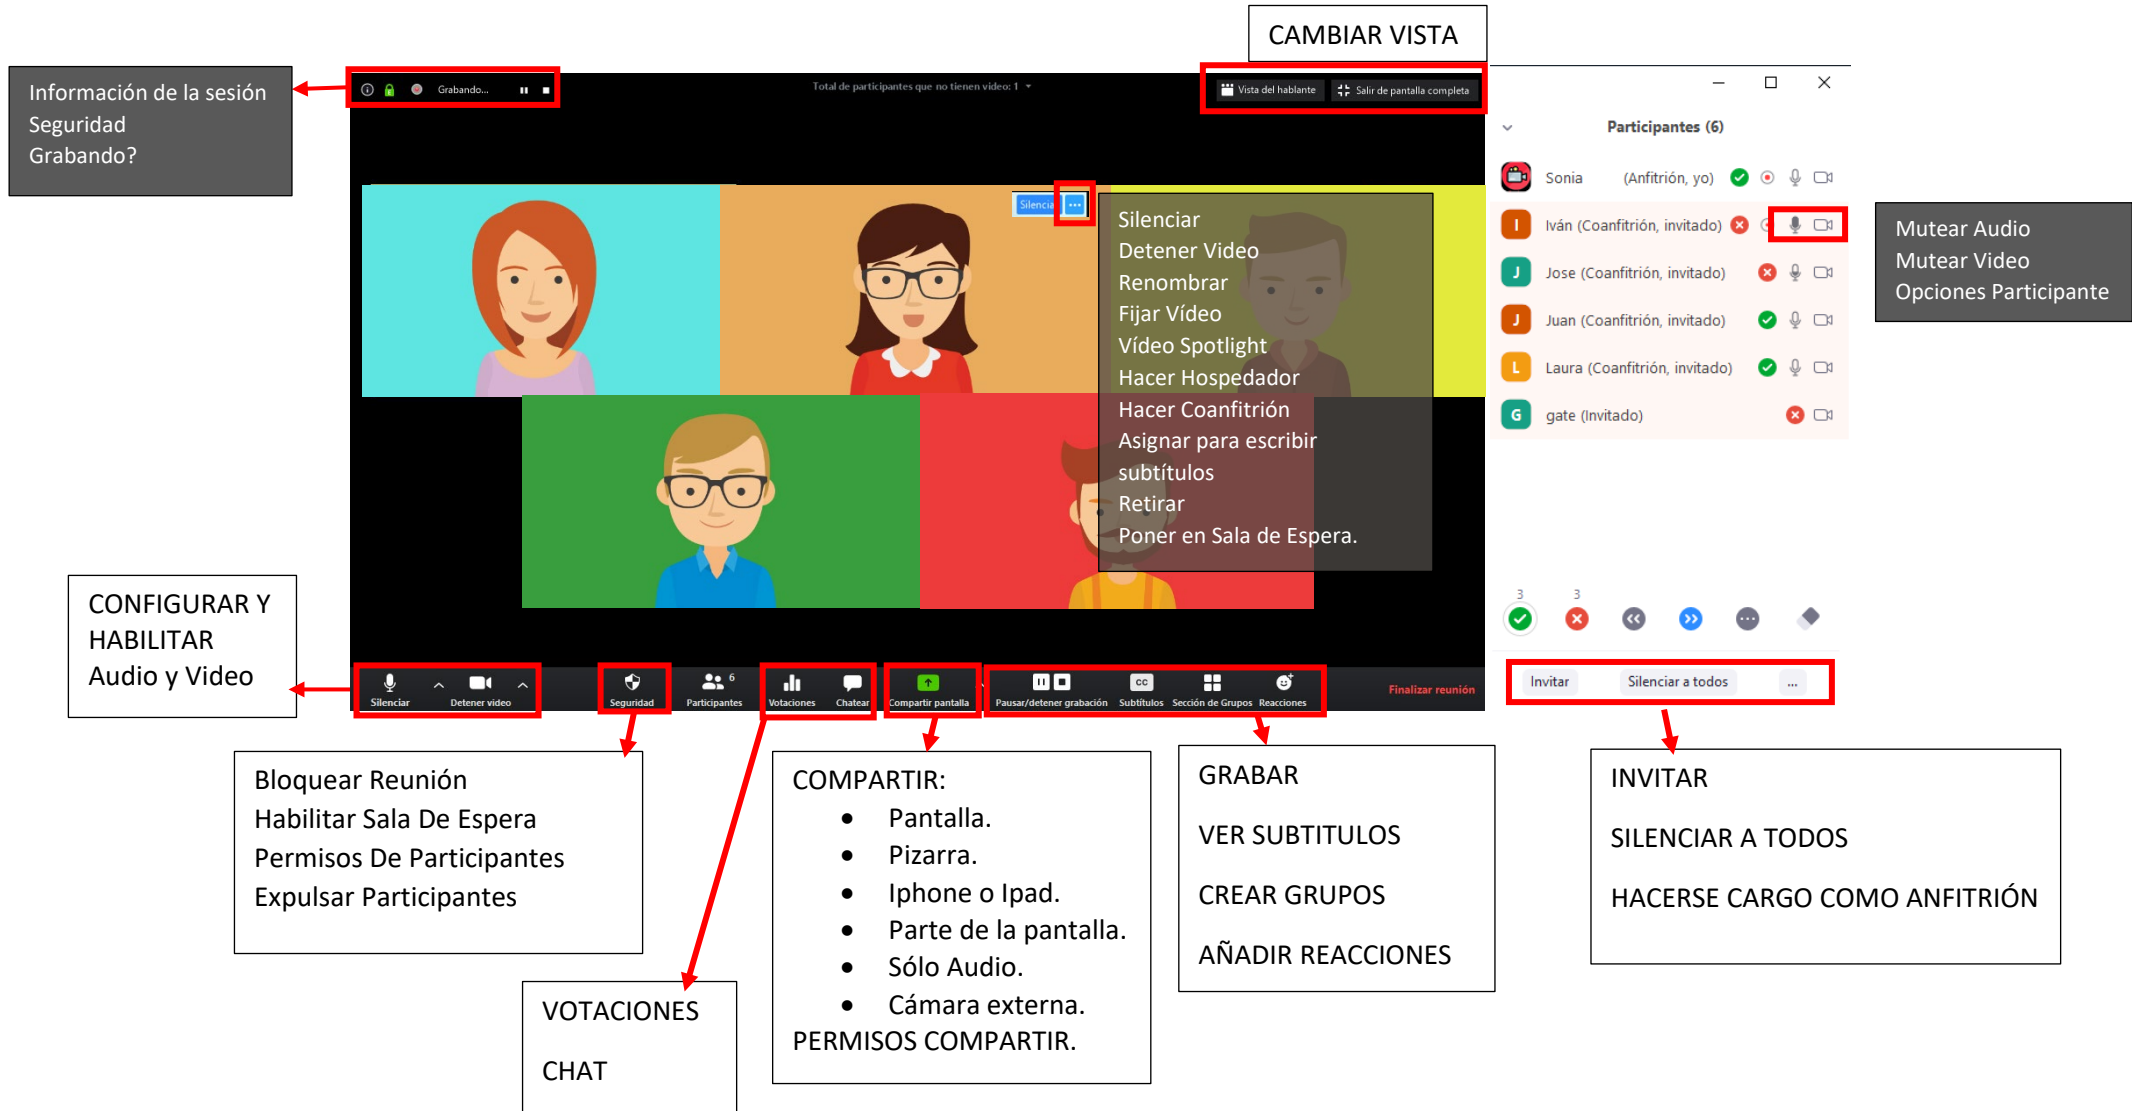 CAMBIAR VISTA
Información de la sesión
Seguridad
Grabando?
Grabando...
Total de participantes que no tienen video: 1
Vista del hablante
Salir de pantalla completa
Participantes (6)
Sonia (Anfitrión, yo)
I Iván (Coanfitrión, invitado)
J Jose (Coanfitrión, invitado)
J Juan (Coanfitrión, invitado)
L Laura (Coanfitrión, invitado)
G gate (Invitado)
Mutear Audio
Mutear Video
Opciones Participante
Silenciar ...
Silenciar
Detener Video
Renombrar
Fijar Vídeo
Vídeo Spotlight
Hacer Hospedador
Hacer Coanfitrión
Asignar para escribir
subtítulos
Retirar
Poner en Sala de Espera.
3 3
Invitar Silenciar a todos ...
CONFIGURAR Y
HABILITAR
Audio y Video
Silenciar
Detener video
Seguridad
6
Participantes
Votaciones
Chatear
Compartir pantalla
Pausar/detener grabación
CC
Subtítulos
Sección de Grupos
Reacciones
Finalizar reunión
Bloquear Reunión
Habilitar Sala De Espera
Permisos De Participantes
Expulsar Participantes
VOTACIONES
CHAT
COMPARTIR:
• Pantalla.
• Pizarra.
• Iphone o Ipad.
• Parte de la pantalla.
• Sólo Audio.
• Cámara externa.
PERMISOS COMPARTIR.
GRABAR
VER SUBTITULOS
CREAR GRUPOS
AÑADIR REACCIONES
INVITAR
SILENCIAR A TODOS
HACERSE CARGO COMO ANFITRIÓN